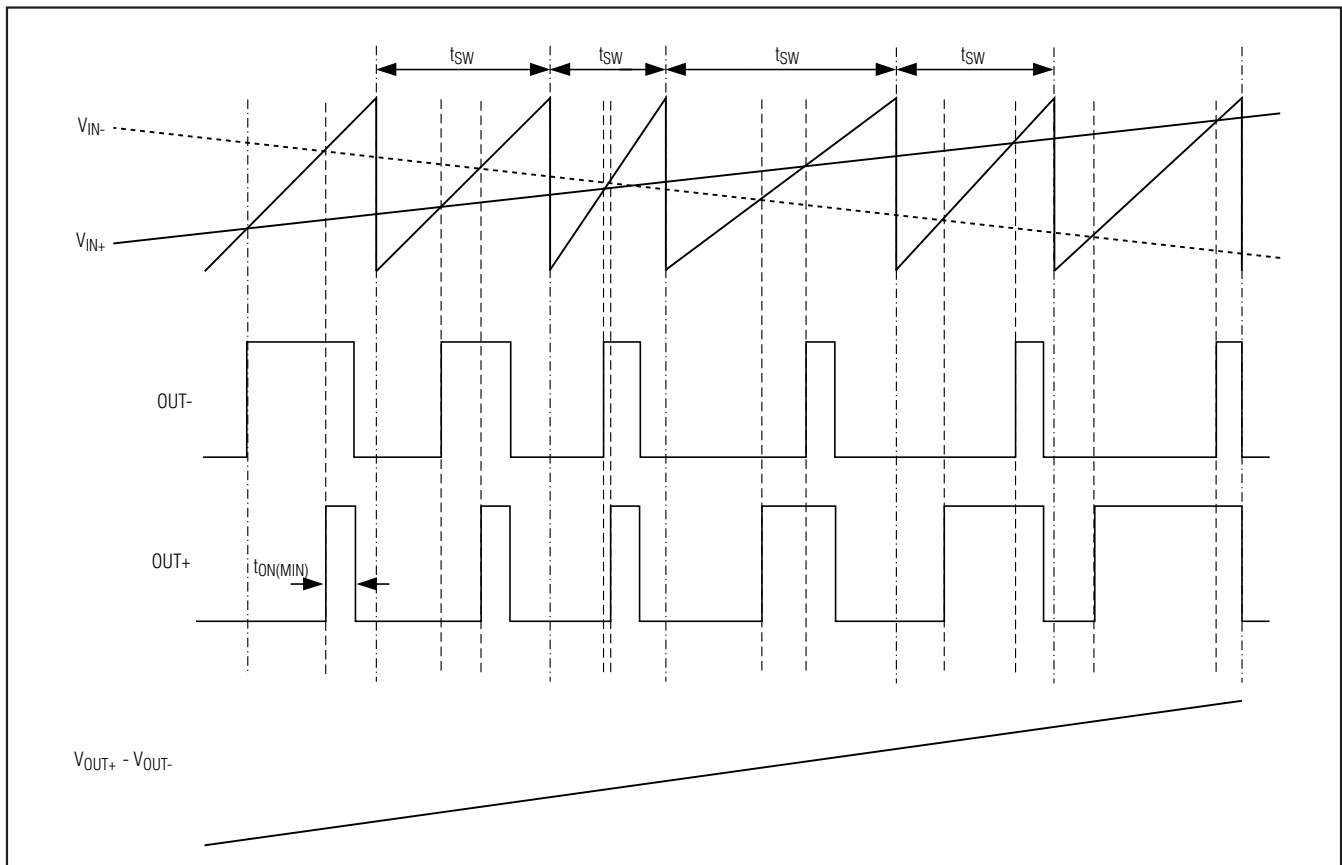 tSW tSW tSW tSW
VIN-
VIN+
OUT-
OUT+
tON(MIN)
VOUT+ - VOUT-